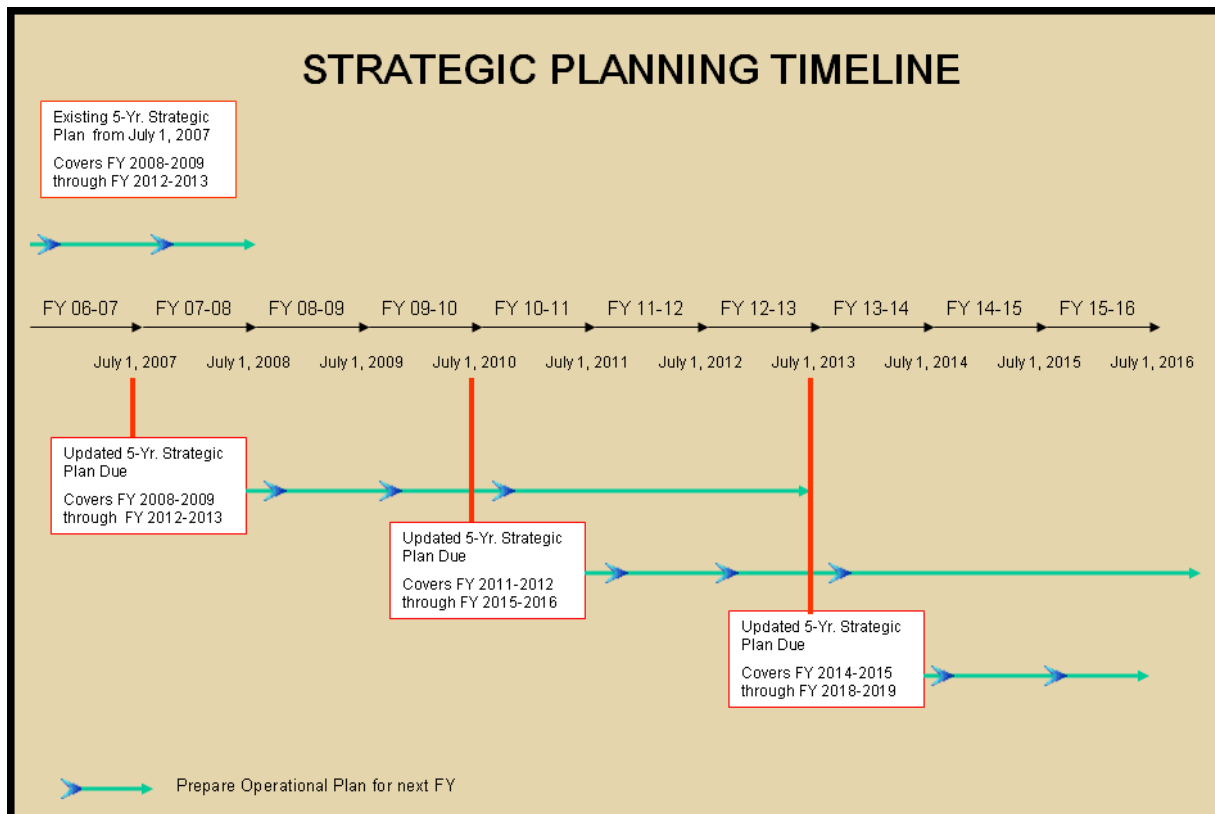 STRATEGIC PLANNING TIMELINE
Existing 5-Yr. Strategic
Plan from July 1, 2007
Covers FY 2008-2009
through FY 2012-2013
FY 06-07 FY 07-08 FY 08-09 FY 09-10 FY 10-11 FY 11-12 FY 12-13 FY 13-14 FY 14-15 FY 15-16
July 1, 2007 July 1, 2008 July 1, 2009 July 1, 2010 July 1, 2011 July 1, 2012 July 1, 2013 July 1, 2014 July 1, 2015 July 1, 2016
Updated 5-Yr. Strategic
Plan Due
Covers FY 2008-2009
through FY 2012-2013
Updated 5-Yr. Strategic
Plan Due
Covers FY 2011-2012
through FY 2015-2016
Updated 5-Yr. Strategic
Plan Due
Covers FY 2014-2015
through FY 2018-2019
Prepare Operational Plan for next FY